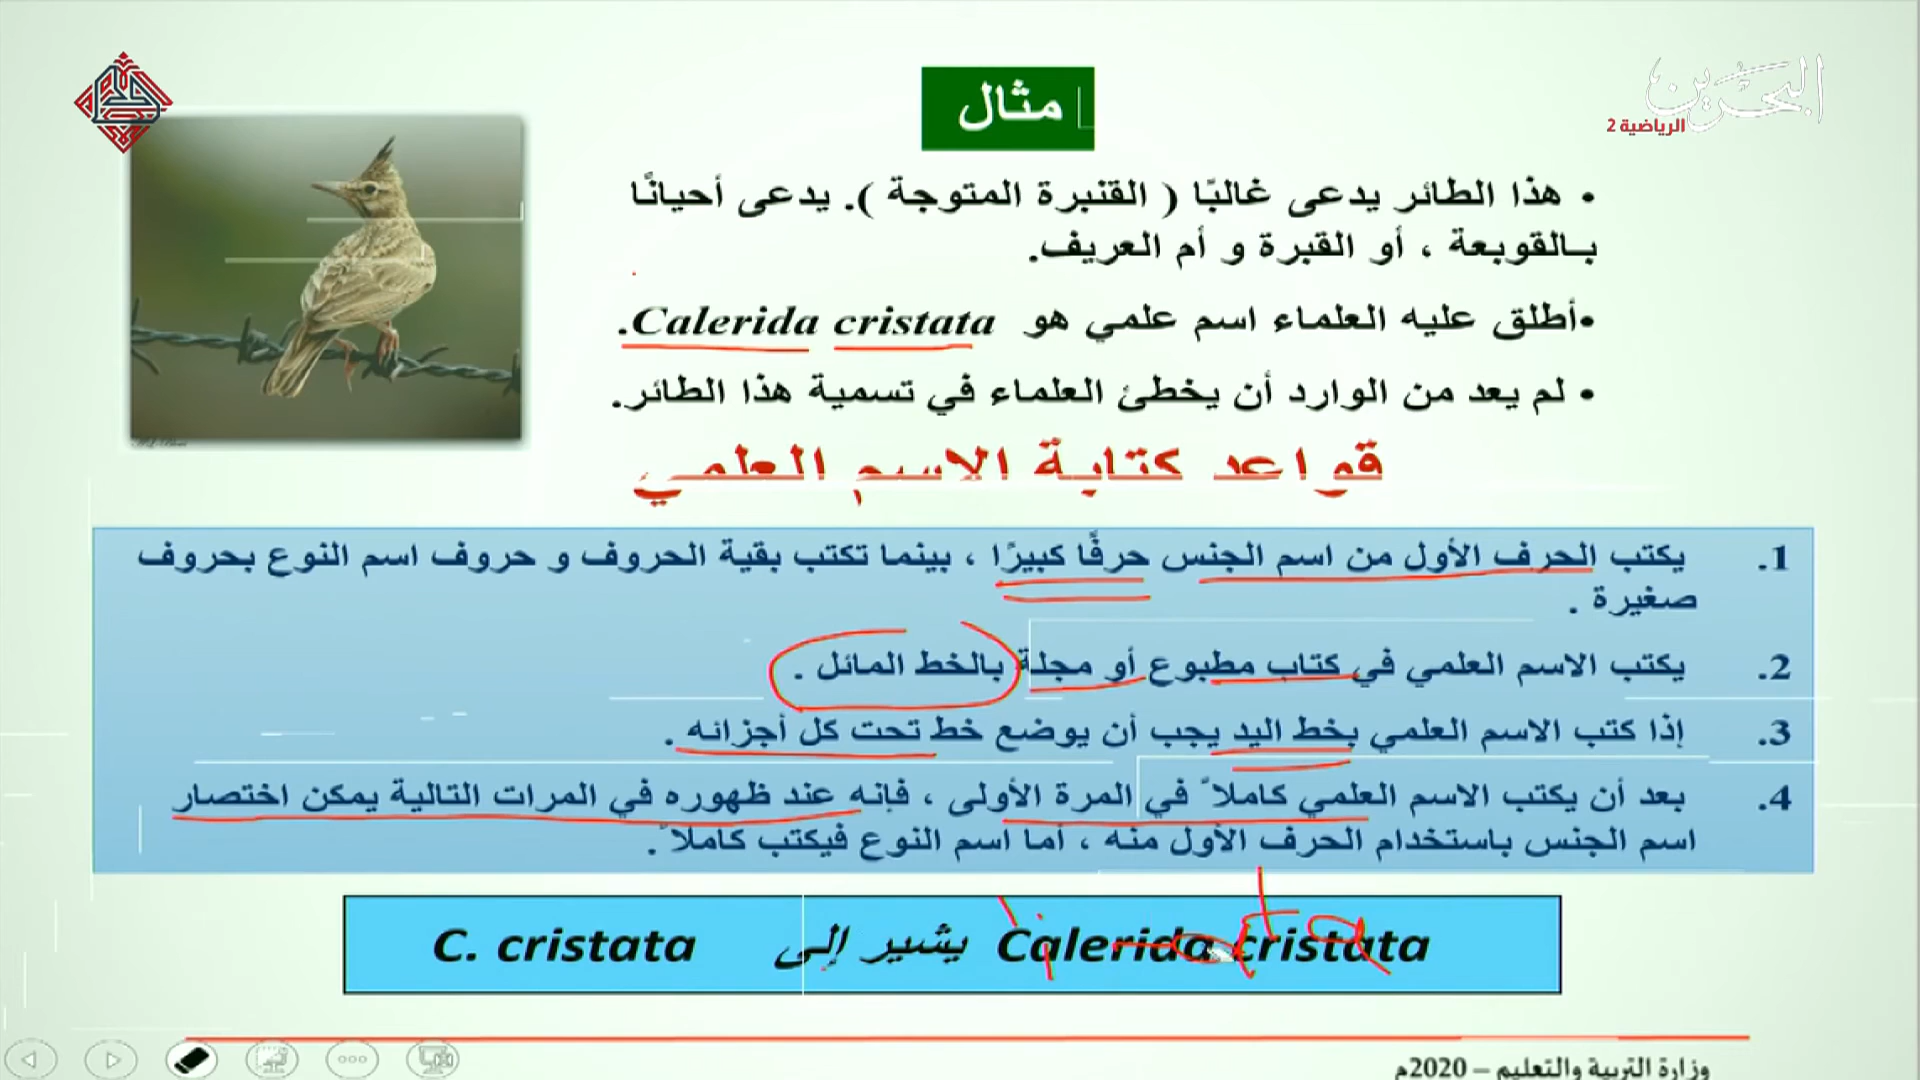 البحرين
الرياضية 2
مثال
• هذا الطائر يدعى غالبًا ( القنبرة المتوجة ). يدعى أحيانًا
بالقوبعة ، أو القبرة و أم العريف.
•أطلق عليه العلماء اسم علمي هو Calerida cristata.
• لم يعد من الوارد أن يخطئ العلماء في تسمية هذا الطائر.
قواعد كتابة الاسم العلمي
1. يكتب الحرف الأول من اسم الجنس حرفًا كبيرًا ، بينما تكتب بقية الحروف و حروف اسم النوع بحروف
صغيرة .
2. يكتب الاسم العلمي في كتاب مطبوع أو مجلة بالخط المائل .
3. إذا كتب الاسم العلمي بخط اليد يجب أن يوضع خط تحت كل أجزائه .
4. بعد أن يكتب الاسم العلمي كاملاً في المرة الأولى ، فإنه عند ظهوره في المرات التالية يمكن اختصار
اسم الجنس باستخدام الحرف الأول منه ، أما اسم النوع فيكتب كاملاً .
Calerida cristata يشير إلى C. cristata
وزارة التربية والتعليم – 2020م